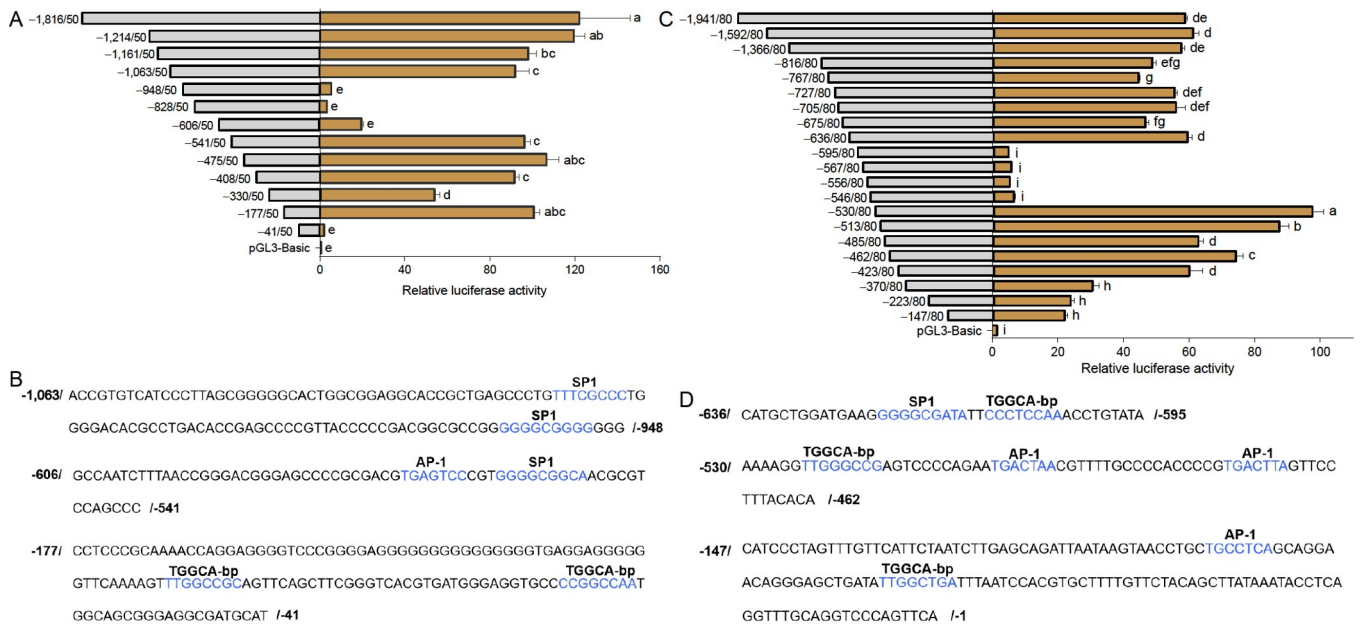 A
−1,816/50
a
−1,214/50
ab
−1,161/50
bc
−1,063/50
c
−948/50
e
−828/50
e
−606/50
e
−541/50
c
−475/50
abc
−408/50
c
−330/50
d
−177/50
abc
−41/50
e
pGL3-Basic
e
0 40 80 120 160
Relative luciferase activity
C
−1,941/80
de
−1,592/80
d
−1,366/80
de
−816/80
efg
−767/80
g
−727/80
def
−705/80
def
−675/80
fg
−636/80
d
−595/80
i
−567/80
i
−556/80
i
−546/80
i
−530/80
a
−513/80
b
−485/80
d
−462/80
c
−423/80
d
−370/80
h
−223/80
h
−147/80
h
pGL3-Basic
i
0 20 40 60 80 100
Relative luciferase activity
B
SP1
-1,063/ ACCGTGTCATCCCTTAGCGGGGGCACTGGCGGAGGCACCGCTGAGCCCTGTTTCGCCCTG
SP1
GGGACACGCCTGACACCGAGCCCCGTTACCCCCGACGGCGCCGGGGGGCGGGGGGG /-948
AP-1 SP1
-606/ GCCAATCTTTAACCGGGACGGGAGCCCCGCGACGTGAGTCCCGTGGGGCGGCAACGCGT
CCAGCCC /-541
-177/ CCTCCCGCAAAACCAGGAGGGGTCCCGGGGAGGGGGGGGGGGGGGGGTGAGGAGGGGG
TGGCA-bp TGGCA-bp
GTTCAAAAGTTTGGCCGCAGTTCAGCTTCGGGTCACGTGATGGGAGGTGCCCCGGCCAAT
GGCAGCGGGAGGCGATGCAT /-41
D
SP1 TGGCA-bp
-636/ CATGCTGGATGAAGGGGGCGATATTCCCTCCAAACCTGTATA /-595
TGGCA-bp AP-1 AP-1
-530/ AAAAGGTTGGGCCGAGTCCCCAGAATGACTAACGTTTTGCCCCACCCCGTGACTTAGTTCC
TTTACACA /-462
AP-1
-147/ CATCCCTAGTTTGTTCATTCTAATCTTGAGCAGATTAATAAGTAACCTGCTGCCTCAGCAGGA
TGGCA-bp
ACAGGGAGCTGATATTGGCTGATTTAATCCACGTGCTTTTGTTCTACAGCTTATAAATACCTCA
GGTTTGCAGGTCCCAGTTCA /-1